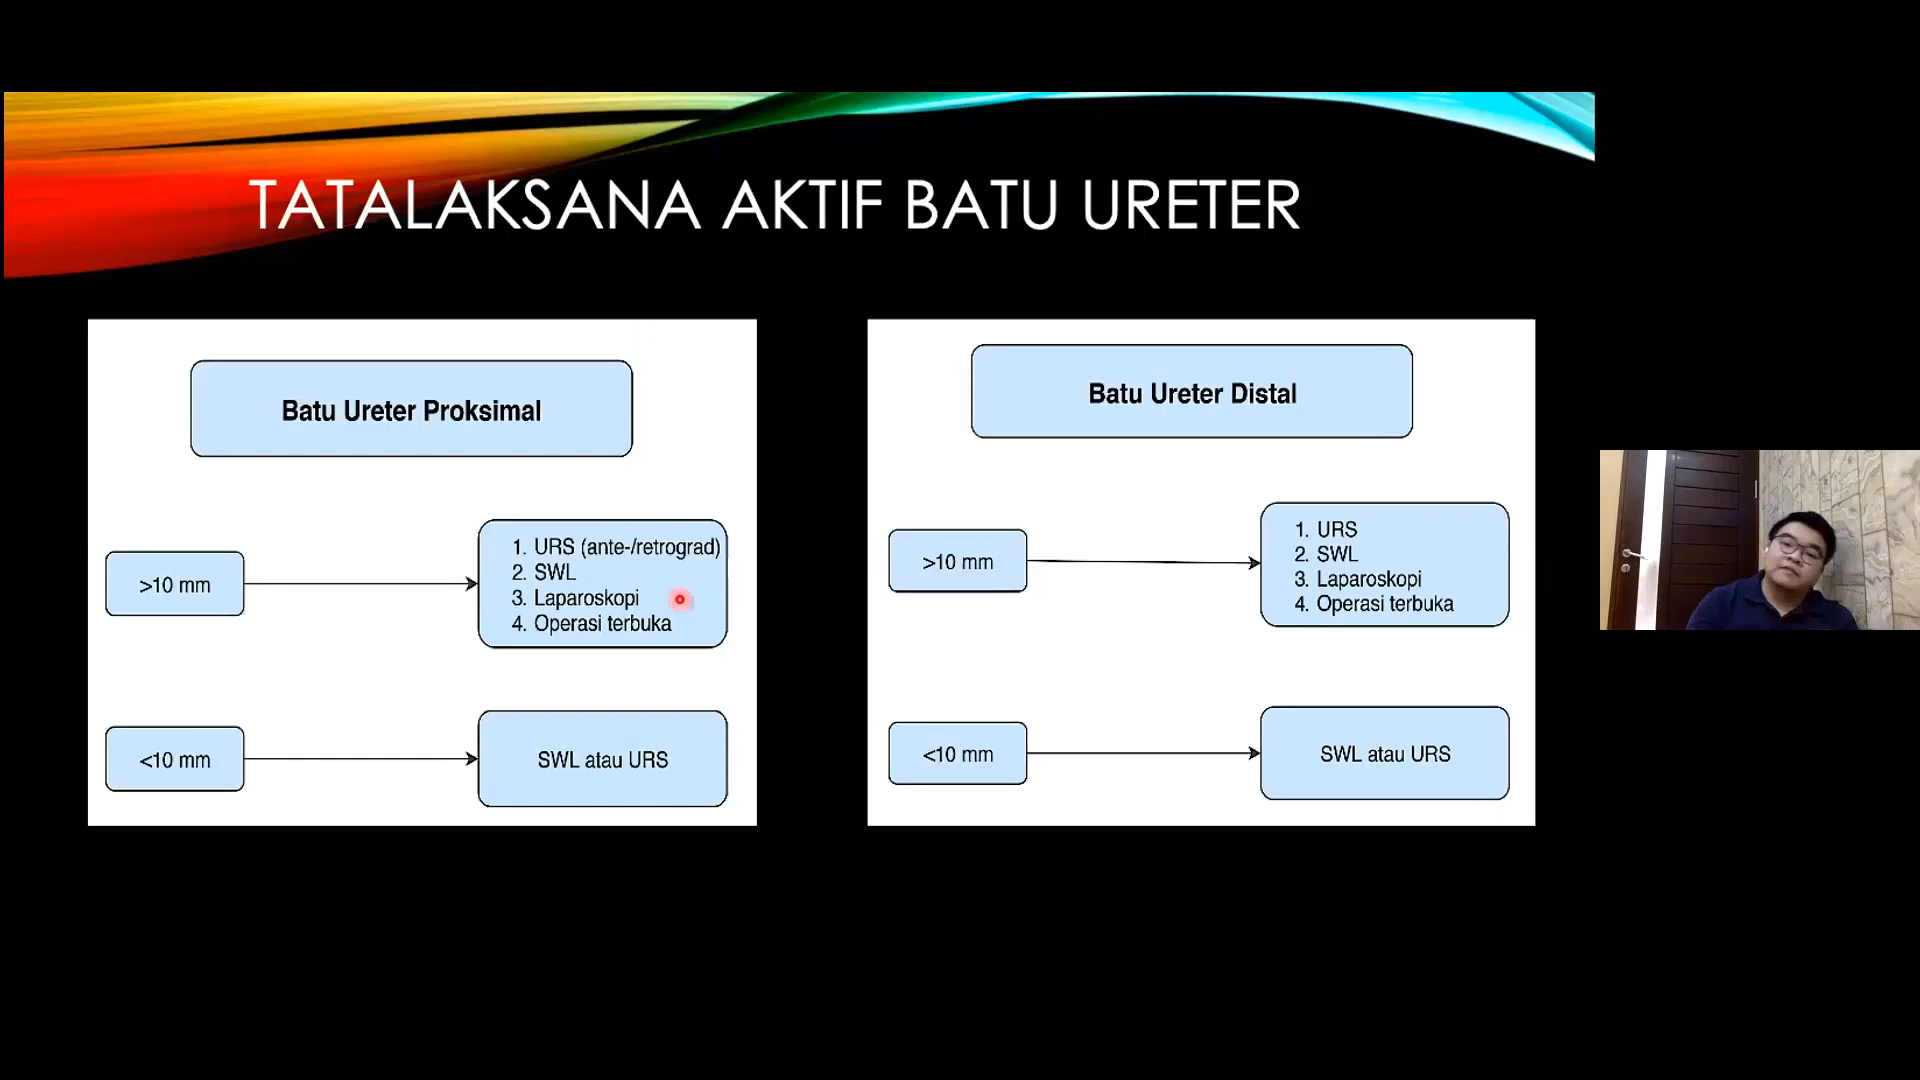 TATALAKSANA AKTIF BATU URETER
Batu Ureter Proksimal
>10 mm
1. URS (ante-/retrograd)
2. SWL
3. Laparoskopi
4. Operasi terbuka
<10 mm
SWL atau URS
Batu Ureter Distal
>10 mm
1. URS
2. SWL
3. Laparoskopi
4. Operasi terbuka
<10 mm
SWL atau URS